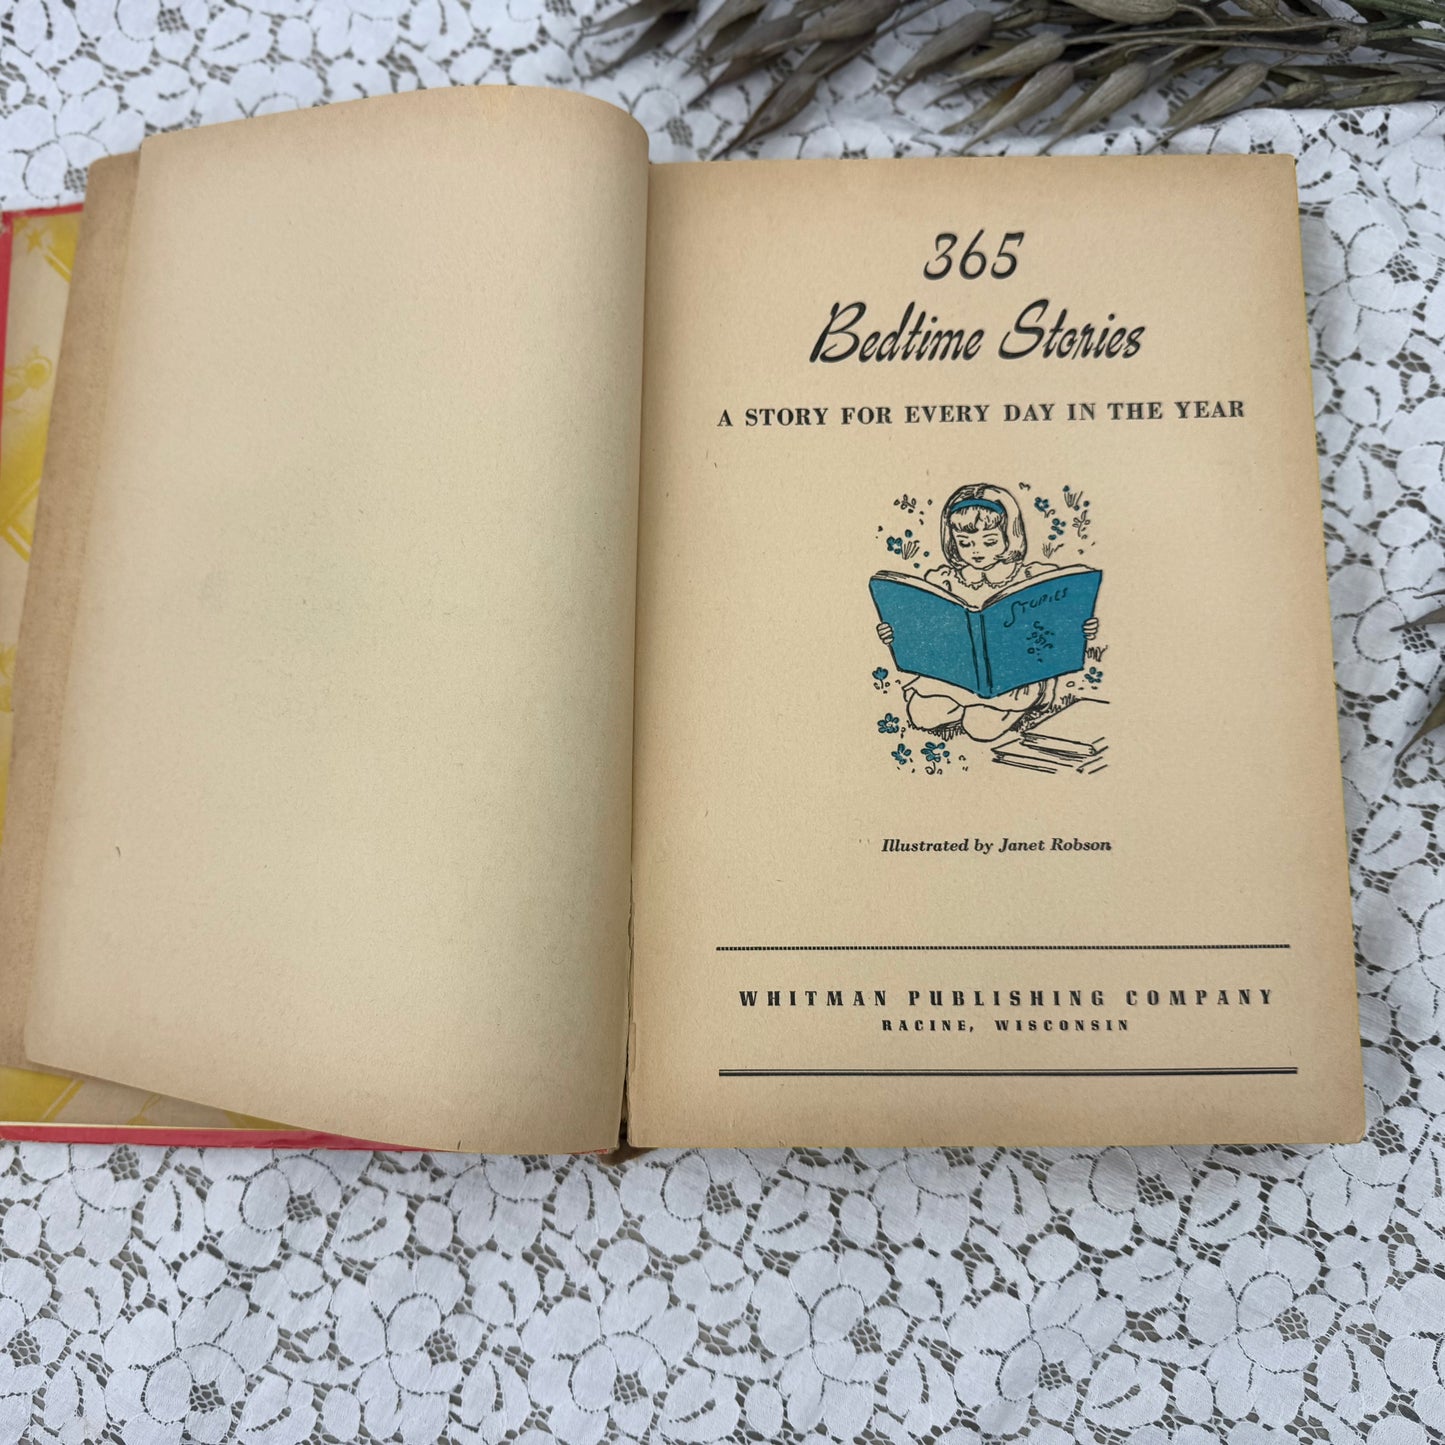 365
Bedtime Stories
A STORY FOR EVERY DAY IN THE YEAR
STORIES
Illustrated by Janet Robson
WHITMAN PUBLISHING COMPANY
RACINE, WISCONSIN